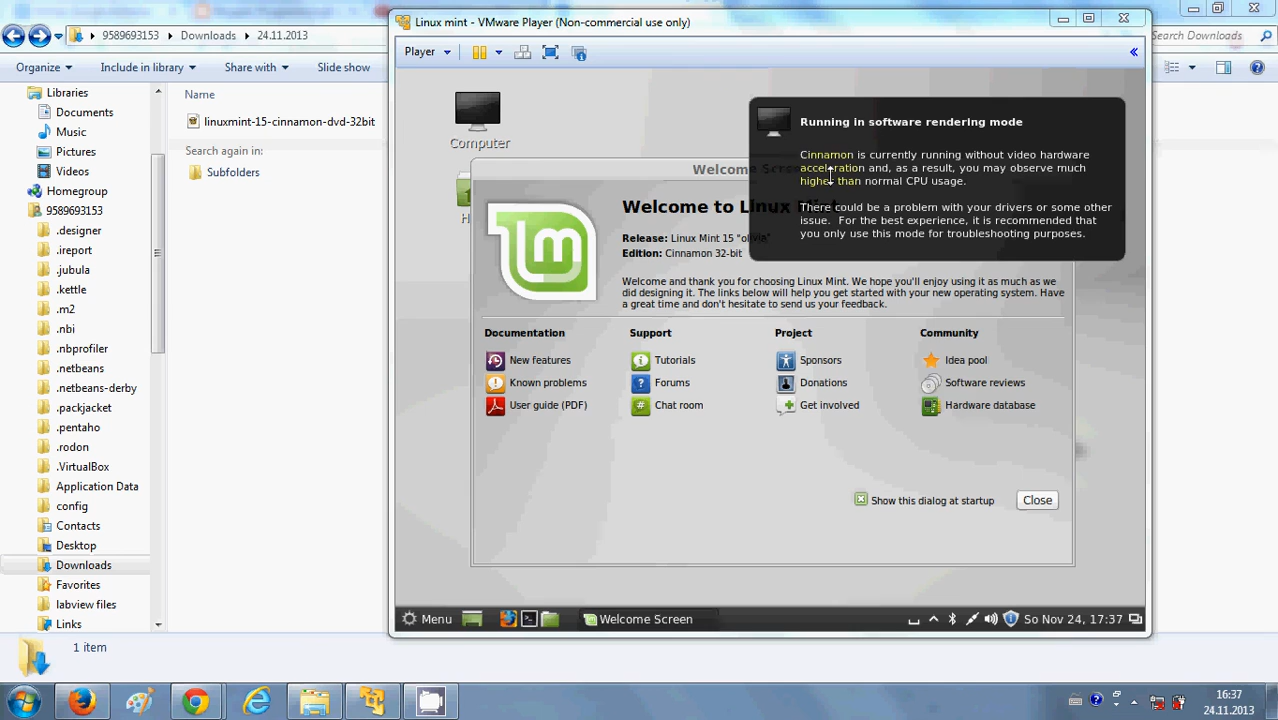 Linux mint - VMware Player (Non-commercial use only)
9589693153
Downloads
24.11.2013
Search Downloads
Organize
Include in library
Share with
Slide show
Player
Libraries
Documents
Music
Pictures
Videos
Homegroup
9589693153
.designer
.ireport
.jubula
.kettle
.m2
.nbi
.nbprofiler
.netbeans
.netbeans-derby
.packjacket
.pentaho
.rodon
.VirtualBox
Application Data
config
Contacts
Desktop
Downloads
Favorites
labview files
Links
Name
linuxmint-15-cinnamon-dvd-32bit
Search again in:
Subfolders
1 item
Computer
H
Welcome Scre
Running in software rendering mode
Cinnamon is currently running without video hardware
acceleration and, as a result, you may observe much
higher than normal CPU usage.
There could be a problem with your drivers or some other
issue. For the best experience, it is recommended that
you only use this mode for troubleshooting purposes.
Welcome to Linux Mint
Release: Linux Mint 15 "olivia"
Edition: Cinnamon 32-bit
Welcome and thank you for choosing Linux Mint. We hope you'll enjoy using it as much as we
did designing it. The links below will help you get started with your new operating system. Have
a great time and don't hesitate to send us your feedback.
Documentation
New features
Known problems
User guide (PDF)
Support
Tutorials
Forums
Chat room
Project
Sponsors
Donations
Get involved
Community
Idea pool
Software reviews
Hardware database
Show this dialog at startup
Close
Menu
Welcome Screen
So Nov 24, 17:37
16:37
24.11.2013